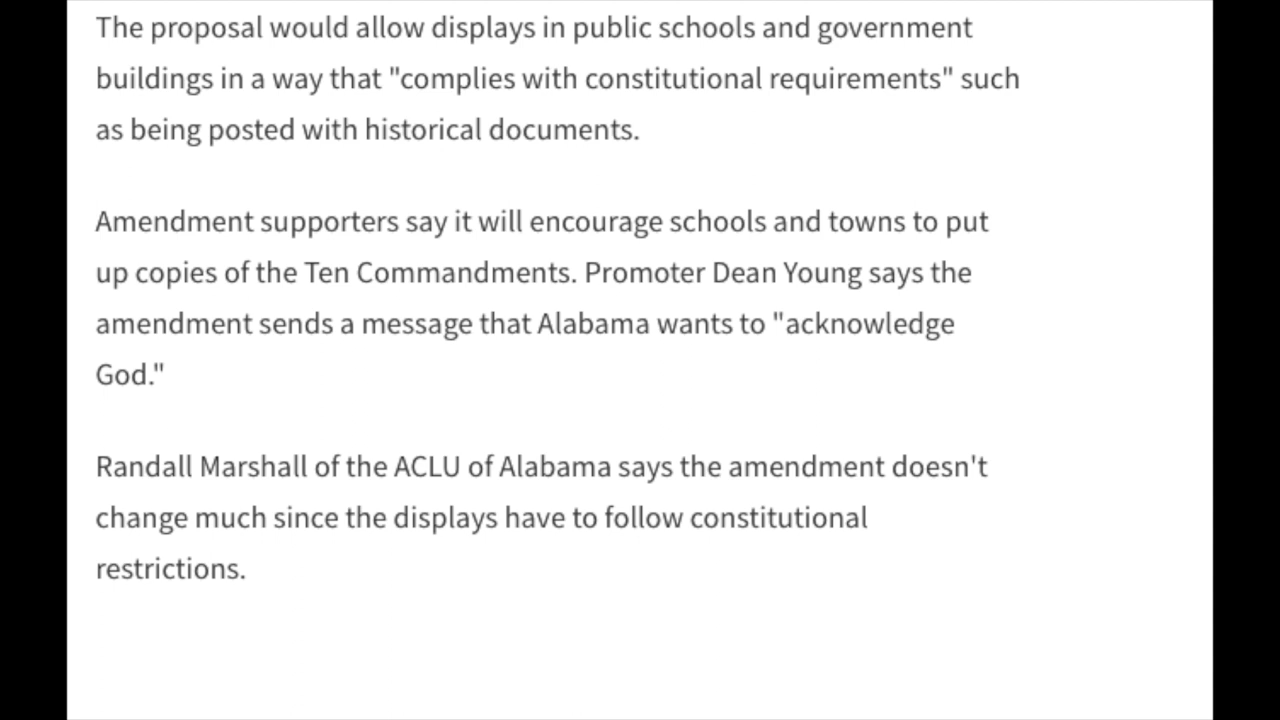 The proposal would allow displays in public schools and government
buildings in a way that "complies with constitutional requirements" such
as being posted with historical documents.
Amendment supporters say it will encourage schools and towns to put
up copies of the Ten Commandments. Promoter Dean Young says the
amendment sends a message that Alabama wants to "acknowledge
God."
Randall Marshall of the ACLU of Alabama says the amendment doesn't
change much since the displays have to follow constitutional
restrictions.